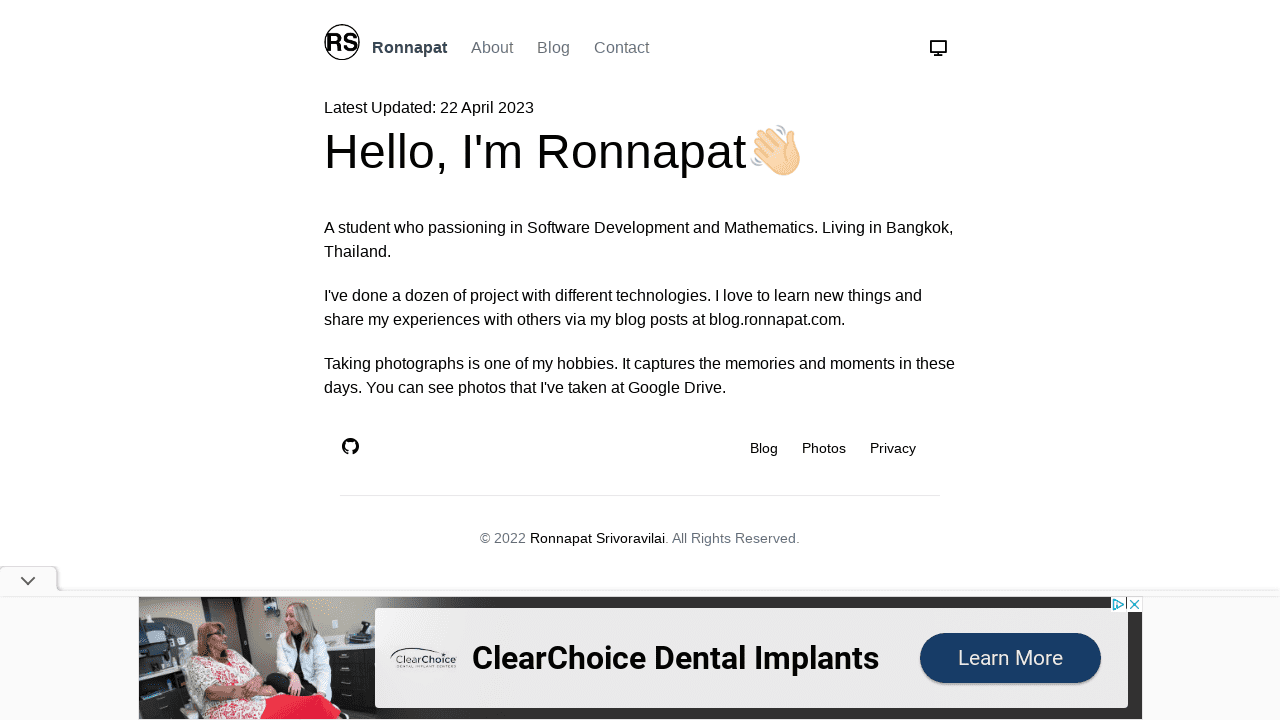 RS Ronnapat About Blog Contact
Latest Updated: 22 April 2023
Hello, I'm Ronnapat
A student who passioning in Software Development and Mathematics. Living in Bangkok,
Thailand.
I've done a dozen of project with different technologies. I love to learn new things and
share my experiences with others via my blog posts at blog.ronnapat.com.
Taking photographs is one of my hobbies. It captures the memories and moments in these
days. You can see photos that I've taken at Google Drive.
Blog Photos Privacy
© 2022 Ronnapat Srivoravilai. All Rights Reserved.
ClearChoice
DENTAL IMPLANT CENTERS
ClearChoice Dental Implants
Learn More